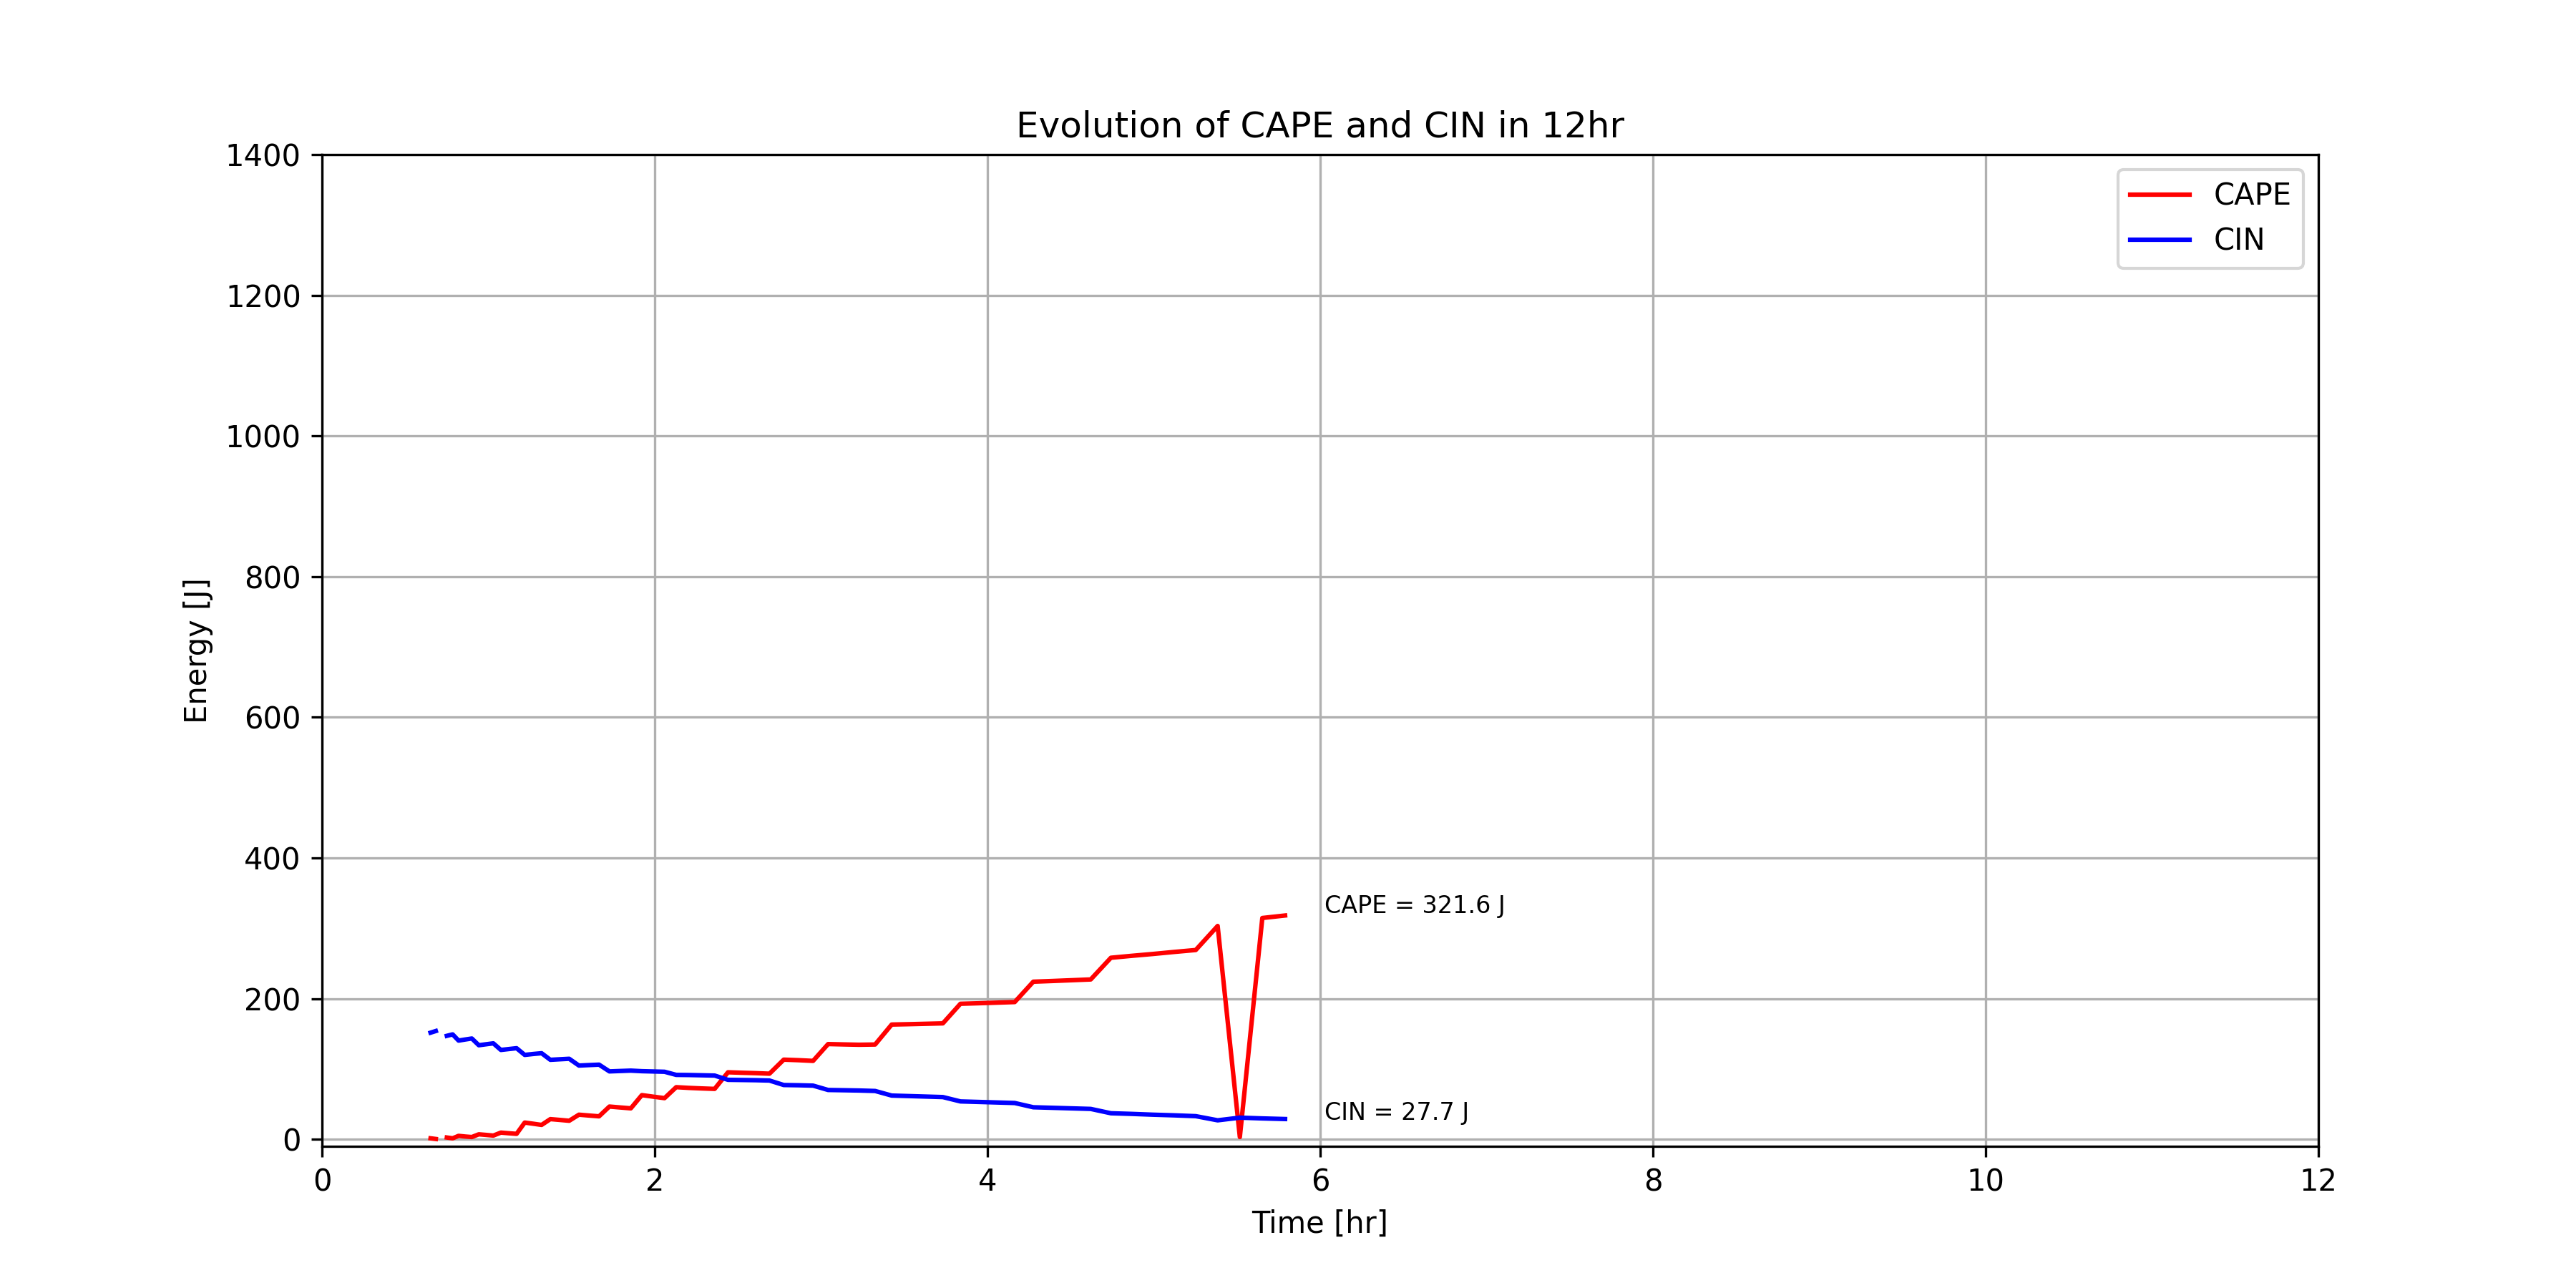 Evolution of CAPE and CIN in 12hr
1400
1200
1000
800
600
400
200
0
Energy [J]
CAPE
CIN
CAPE = 321.6 J
CIN = 27.7 J
0 2 4 6 8 10 12
Time [hr]